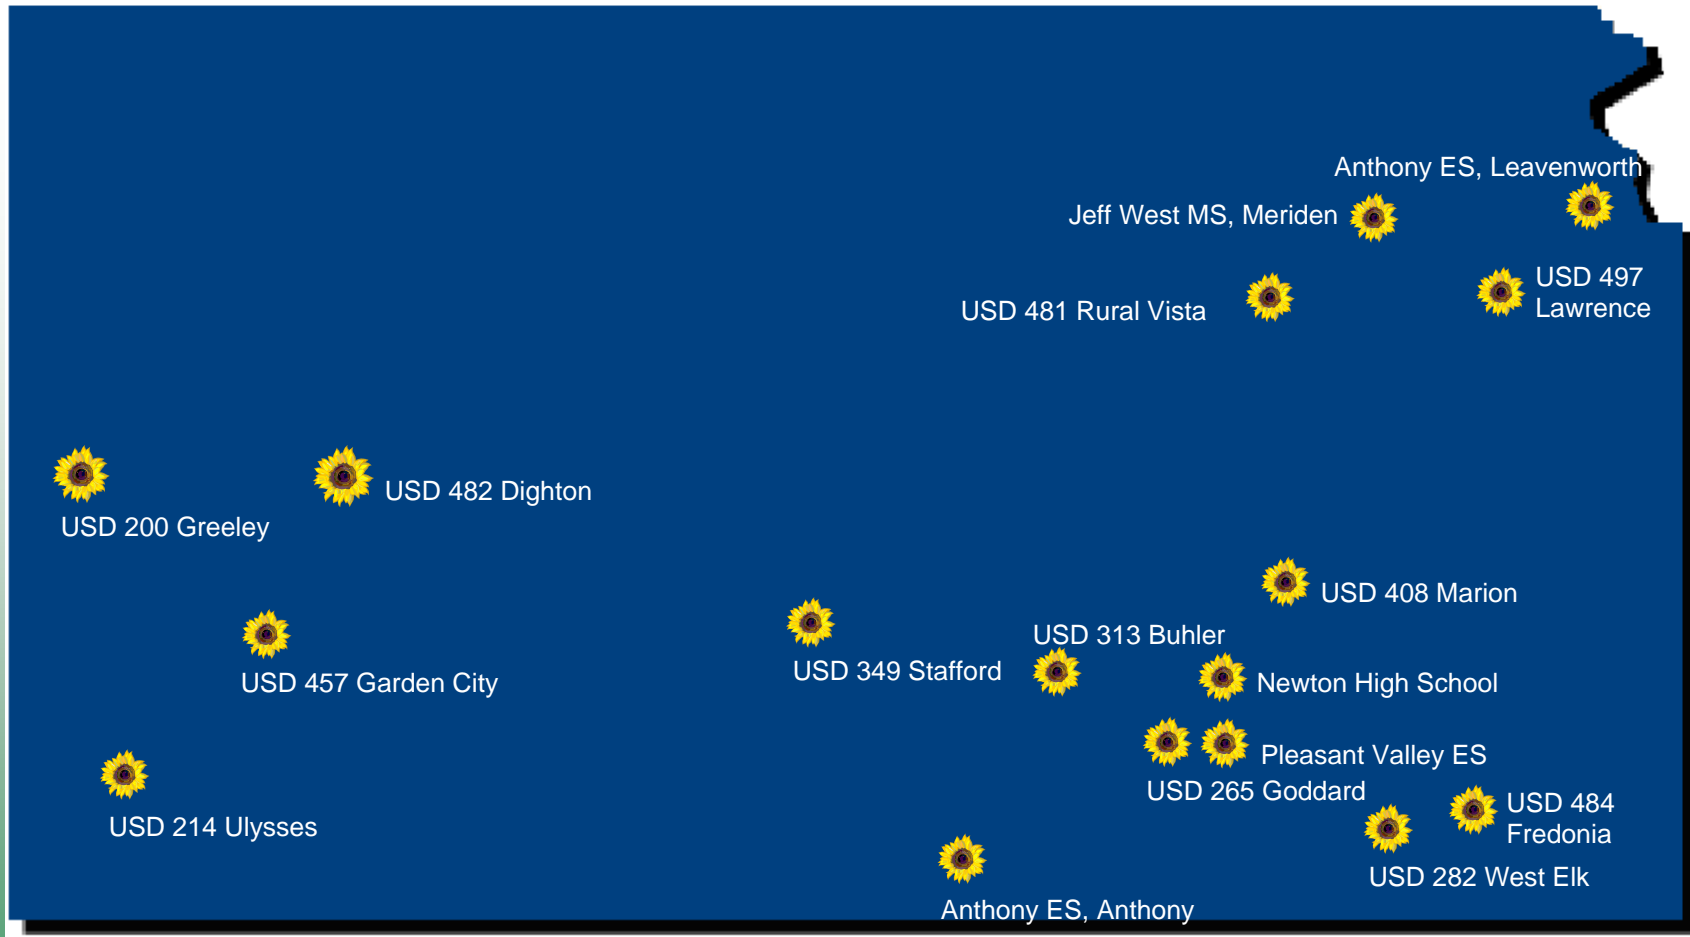 Anthony ES, Leavenworth
Jeff West MS, Meriden
USD 497
Lawrence
USD 481 Rural Vista
USD 482 Dighton
USD 200 Greeley
USD 408 Marion
USD 313 Buhler
USD 349 Stafford
USD 457 Garden City
Newton High School
Pleasant Valley ES
USD 265 Goddard
USD 484
Fredonia
USD 214 Ulysses
USD 282 West Elk
Anthony ES, Anthony